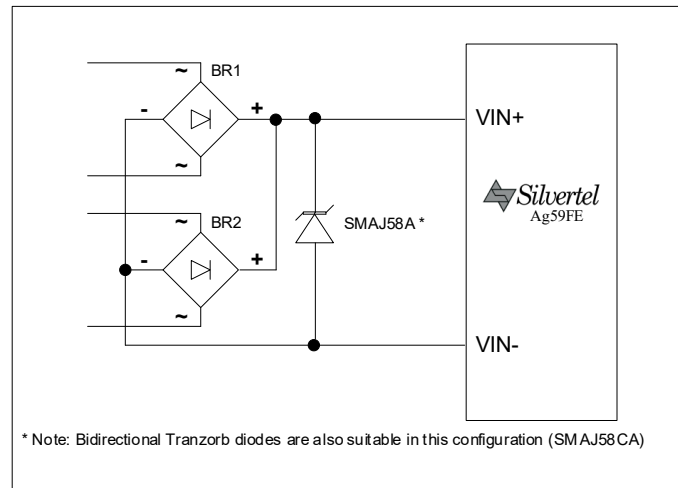 ~
BR1
- +
~
VIN+
Silvertel
Ag59FE
~
BR2
SMAJ58A *
- +
~
VIN-
* Note: Bidirectional Tranzorb diodes are also suitable in this configuration (SMAJ58CA)